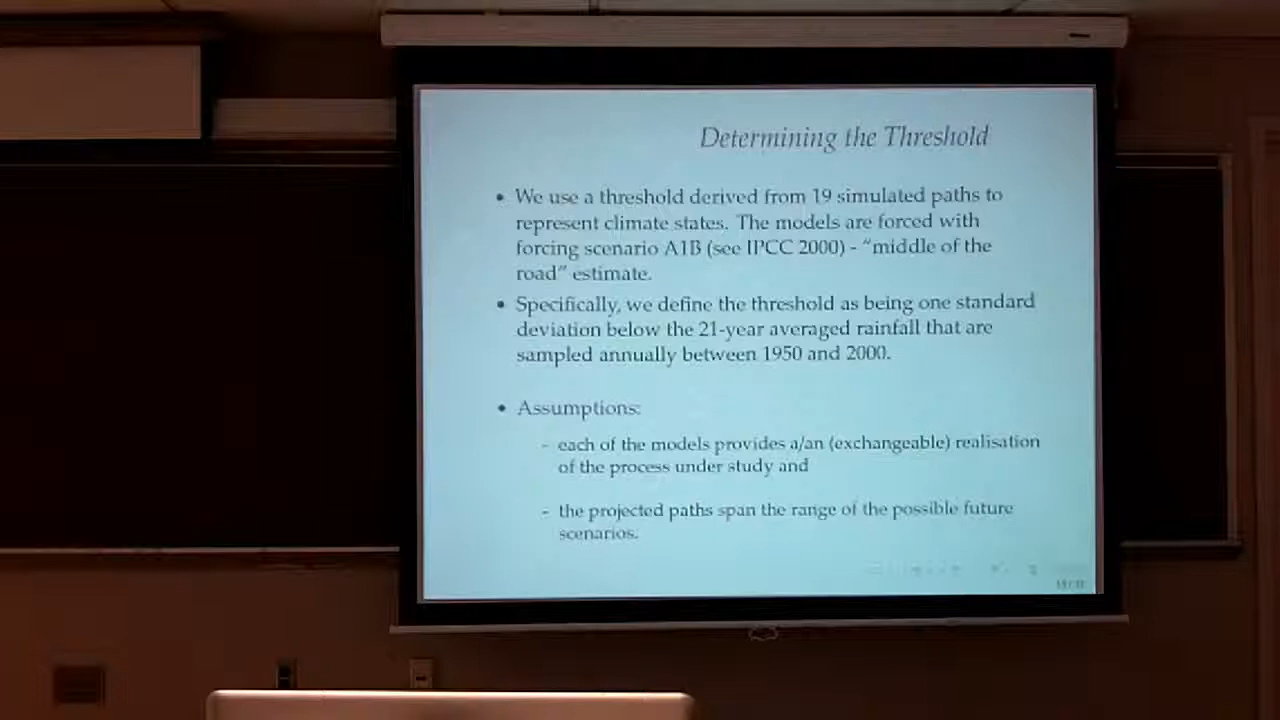 Determining the Threshold
• We use a threshold derived from 19 simulated paths to
represent climate states. The models are forced with
forcing scenario A1B (see IPCC 2000) - “middle of the
road” estimate.
• Specifically, we define the threshold as being one standard
deviation below the 21-year averaged rainfall that are
sampled annually between 1950 and 2000.
• Assumptions:
- each of the models provides a/an (exchangeable) realisation
of the process under study and
- the projected paths span the range of the possible future
scenarios.